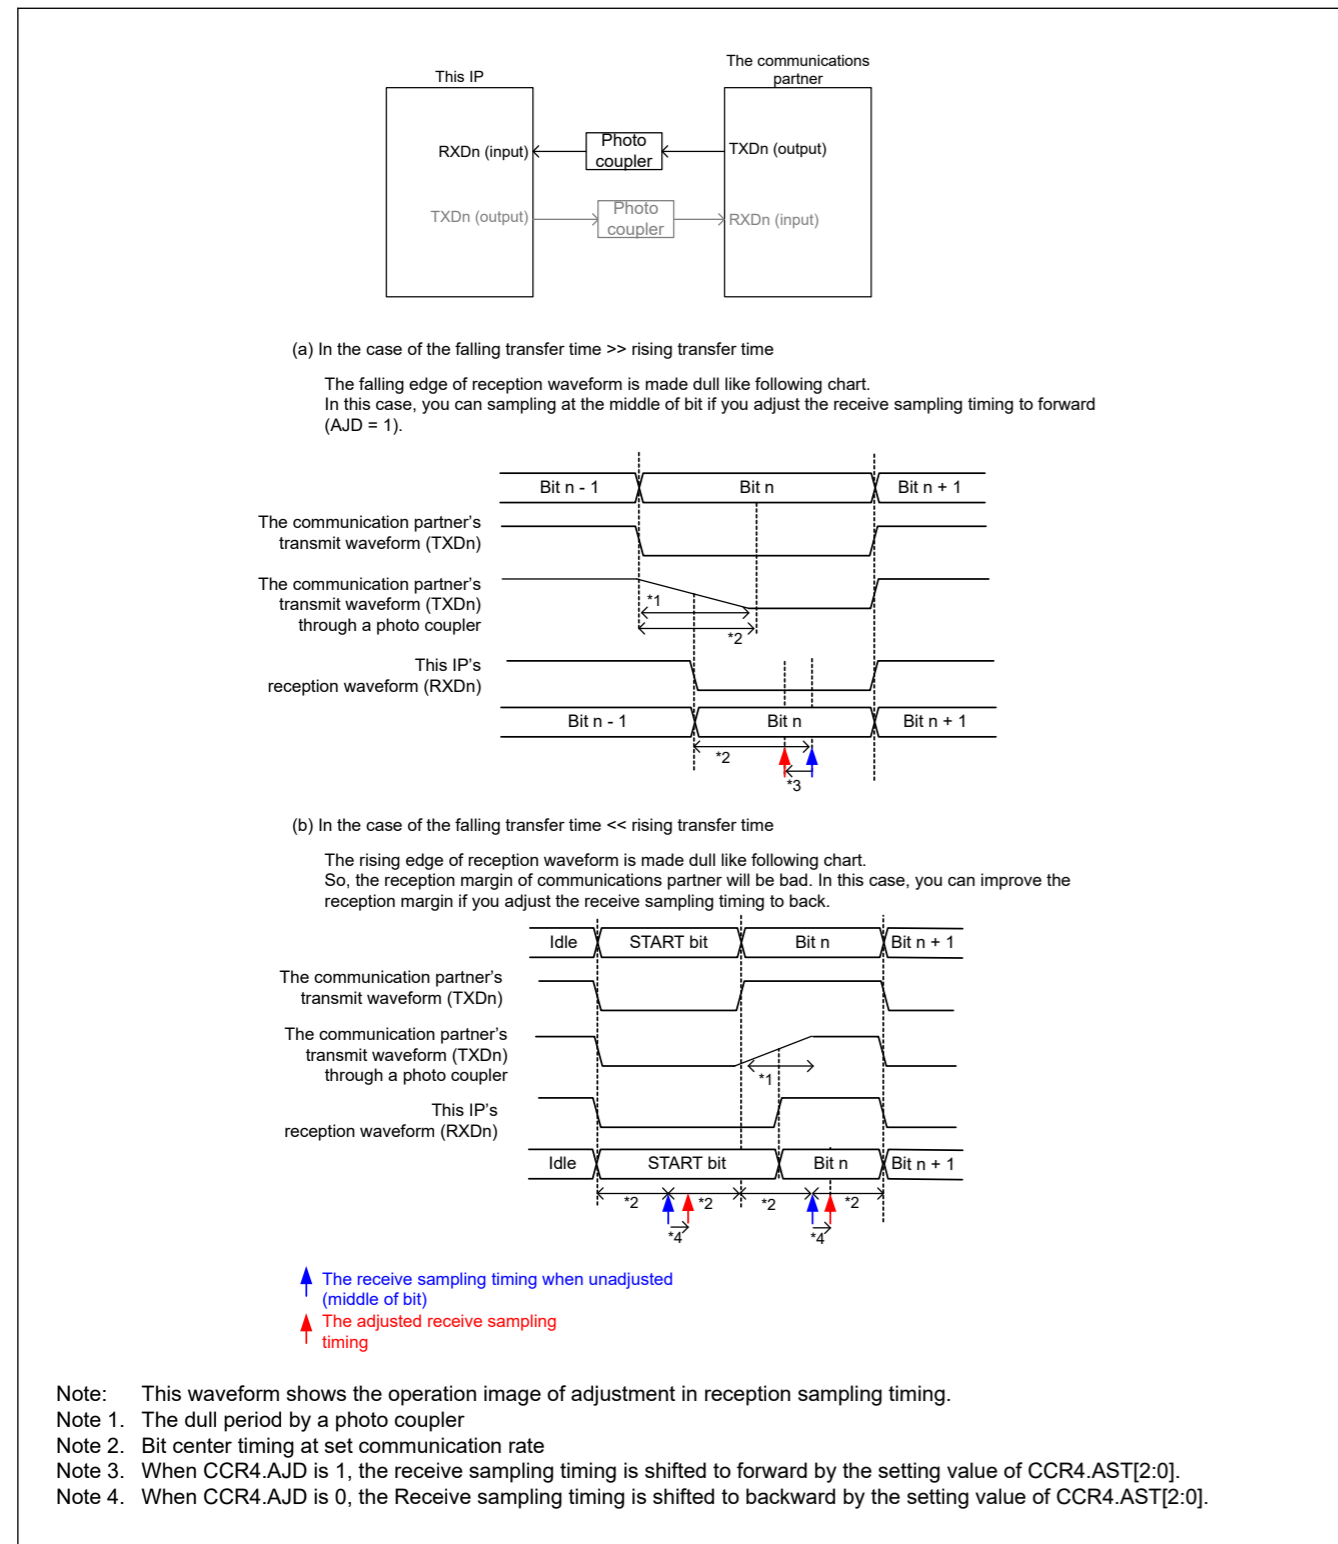 This IP
The communications
partner
RXDn (input)
Photo
coupler
TXDn (output)
TXDn (output)
Photo
coupler
RXDn (input)
(a) In the case of the falling transfer time >> rising transfer time
The falling edge of reception waveform is made dull like following chart.
In this case, you can sampling at the middle of bit if you adjust the receive sampling timing to forward
(AJD = 1).
Bit n - 1
Bit n
Bit n + 1
The communication partner's
transmit waveform (TXDn)
The communication partner's
transmit waveform (TXDn)
through a photo coupler
*1
*2
This IP's
reception waveform (RXDn)
Bit n - 1
Bit n
Bit n + 1
*2
*3
(b) In the case of the falling transfer time << rising transfer time
The rising edge of reception waveform is made dull like following chart.
So, the reception margin of communications partner will be bad. In this case, you can improve the
reception margin if you adjust the receive sampling timing to back.
Idle
START bit
Bit n
Bit n + 1
The communication partner's
transmit waveform (TXDn)
The communication partner's
transmit waveform (TXDn)
through a photo coupler
*1
This IP's
reception waveform (RXDn)
Idle
START bit
Bit n
Bit n + 1
*2
*2
*2
*2
*4
*4
The receive sampling timing when unadjusted
(middle of bit)
The adjusted receive sampling
timing
Note: This waveform shows the operation image of adjustment in reception sampling timing.
Note 1. The dull period by a photo coupler
Note 2. Bit center timing at set communication rate
Note 3. When CCR4.AJD is 1, the receive sampling timing is shifted to forward by the setting value of CCR4.AST[2:0].
Note 4. When CCR4.AJD is 0, the Receive sampling timing is shifted to backward by the setting value of CCR4.AST[2:0].